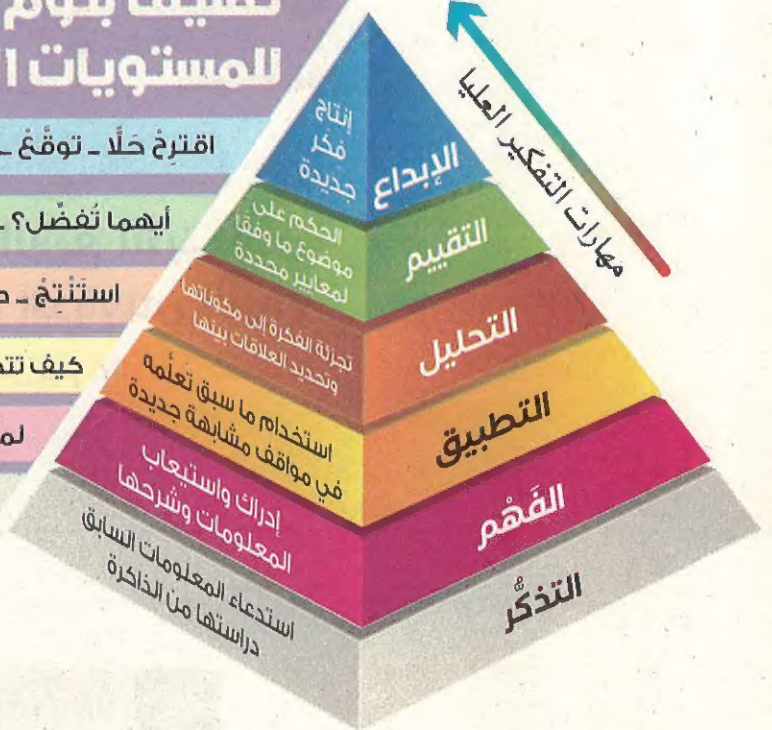 تصنيف بلوم
للمستويات
مهارات التفكير العليا
اقترِحْ حَلًّا – توقَّعْ –
أيهما تُفضِّل؟ –
استَنْتِجْ –
كيف
الإبداع
إنتاج
فكر
جديدة
التقييم
الحكم على
موضوع ما وفقا
لمعايير محددة
التحليل
تجزئة الفكرة إلى مكوناتها
وتحديد العلاقات بينها
التطبيق
استخدام ما سبق تعلُّمه
في مواقف مشابهة جديدة
الفَهْم
إدراك واستيعاب
المعلومات وشرحها
التذكُّر
استدعاء المعلومات السابق
دراستها من الذاكرة